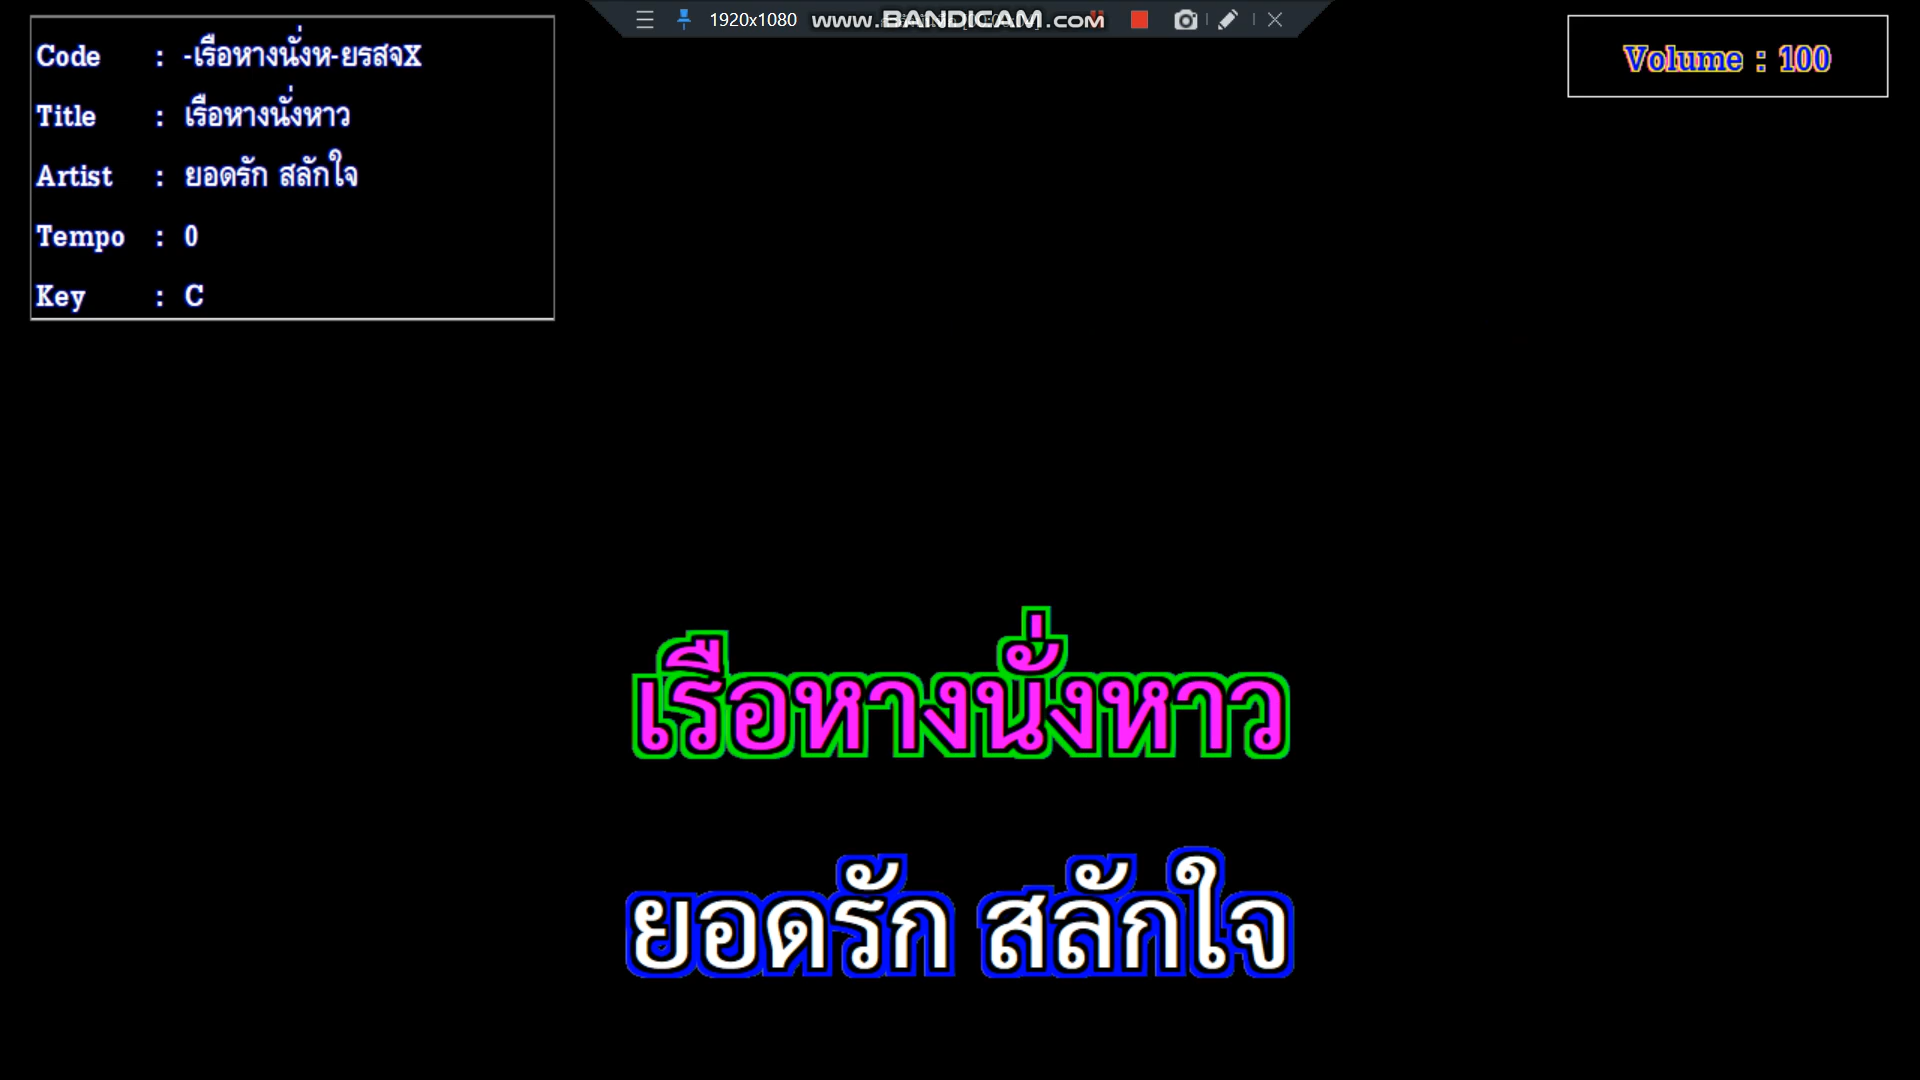 1920x1080 www.BANDICAM.com
Code : -เรือหางนั่งห-ยรสจX
Title : เรือหางนั่งหาว
Artist : ยอดรัก สลักใจ
Tempo : 0
Key : C
Volume : 100
เรือหางนั่งหาว
ยอดรัก สลักใจ